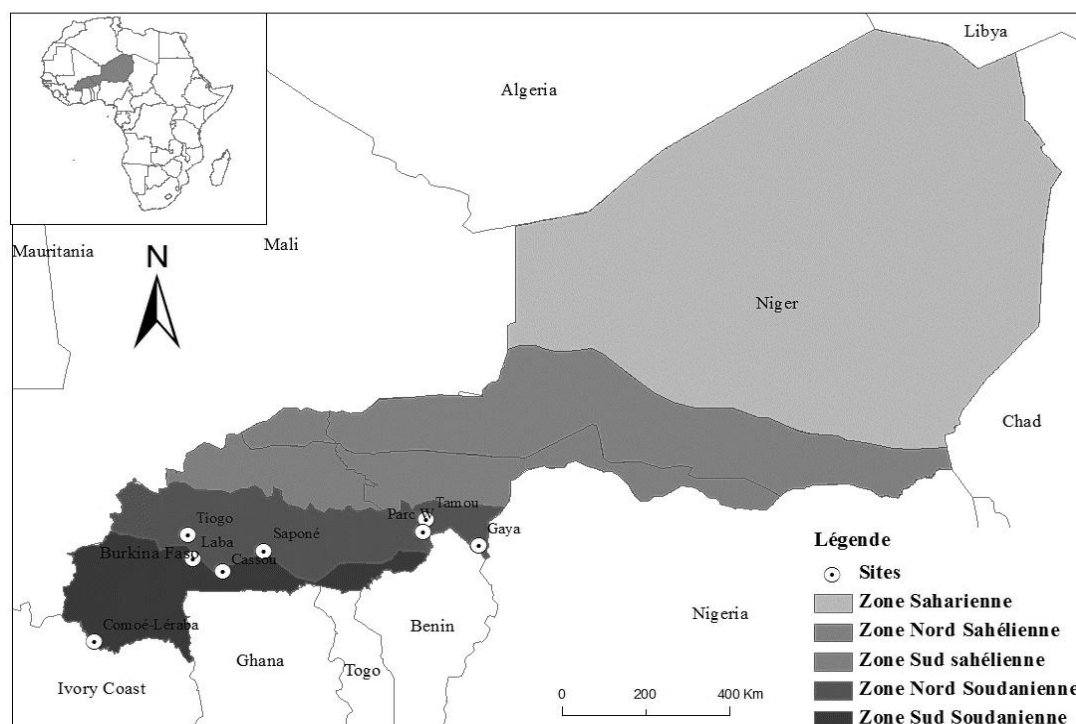 Libya
Algeria
Mauritania
Mali
N
Niger
Chad
Tamou
Parc W
Tiogo
Gaya
Saponé
Laba
Burkina Faso
Cassou
Comoé-Léraba
Benin
Nigeria
Ghana
Togo
Ivory Coast
0 200 400 Km
Légende
Sites
Zone Saharienne
Zone Nord Sahélienne
Zone Sud sahélienne
Zone Nord Soudanienne
Zone Sud Soudanienne